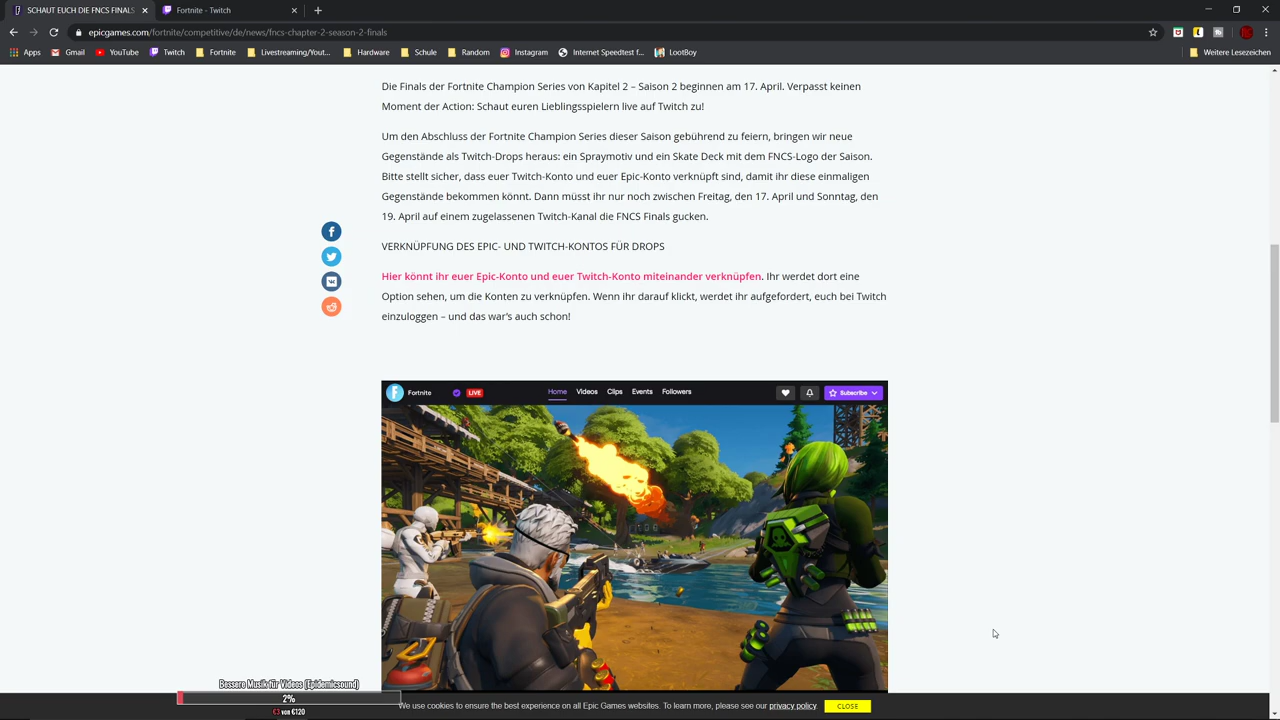 SCHAUT EUCH DIE FNCS FINALS
Fortnite - Twitch
epicgames.com/fortnite/competitive/de/news/fncs-chapter-2-season-2-finals
Apps
Gmail
YouTube
Twitch
Fortnite
Livestreaming/Yout...
Hardware
Schule
Random
Instagram
Internet Speedtest f...
LootBoy
Weitere Lesezeichen
Die Finals der Fortnite Champion Series von Kapitel 2 – Saison 2 beginnen am 17. April. Verpasst keinen
Moment der Action: Schaut euren Lieblingsspielern live auf Twitch zu!
Um den Abschluss der Fortnite Champion Series dieser Saison gebührend zu feiern, bringen wir neue
Gegenstände als Twitch-Drops heraus: ein Spraymotiv und ein Skate Deck mit dem FNCS-Logo der Saison.
Bitte stellt sicher, dass euer Twitch-Konto und euer Epic-Konto verknüpft sind, damit ihr diese einmaligen
Gegenstände bekommen könnt. Dann müsst ihr nur noch zwischen Freitag, den 17. April und Sonntag, den
19. April auf einem zugelassenen Twitch-Kanal die FNCS Finals gucken.
VERKNÜPFUNG DES EPIC- UND TWITCH-KONTOS FÜR DROPS
Hier könnt ihr euer Epic-Konto und euer Twitch-Konto miteinander verknüpfen. Ihr werdet dort eine
Option sehen, um die Konten zu verknüpfen. Wenn ihr darauf klickt, werdet ihr aufgefordert, euch bei Twitch
einzuloggen – und das war's auch schon!
Fortnite
LIVE
Home
Videos
Clips
Events
Followers
Subscribe
Bessere Musik für Videos (Epidemicsound)
2%
€3 von €120
We use cookies to ensure the best experience on all Epic Games websites. To learn more, please see our privacy policy.
CLOSE